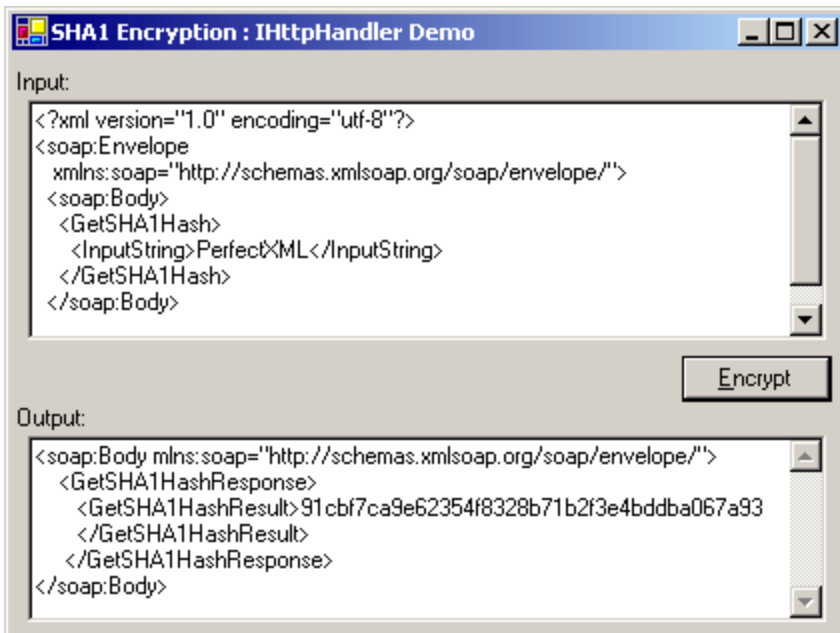 SHA1 Encryption : IHttpHandler Demo
Input:
<?xml version="1.0" encoding="utf-8"?>
<soap:Envelope
xmlns:soap="http://schemas.xmlsoap.org/soap/envelope/">
<soap:Body>
<GetSHA1Hash>
<InputString>PerfectXML</InputString>
</GetSHA1Hash>
</soap:Body>
Encrypt
Output:
<soap:Body mlns:soap="http://schemas.xmlsoap.org/soap/envelope/">
<GetSHA1HashResponse>
<GetSHA1HashResult>91cbf7ca9e62354f8328b71b2f3e4bddba067a93
</GetSHA1HashResult>
</GetSHA1HashResponse>
</soap:Body>